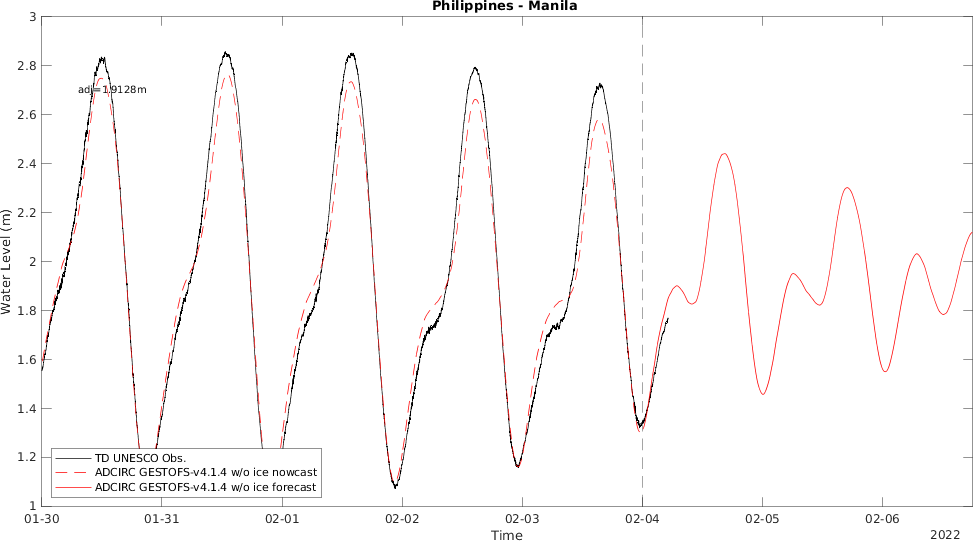 Philippines - Manila
3
2.8
adj=1.9128m
2.6
2.4
2.2
Water Level (m)
2
1.8
1.6
1.4
1.2
1
TD UNESCO Obs.
ADCIRC GESTOFS-v4.1.4 w/o ice nowcast
ADCIRC GESTOFS-v4.1.4 w/o ice forecast
01-30 01-31 02-01 02-02 02-03 02-04 02-05 02-06
Time
2022